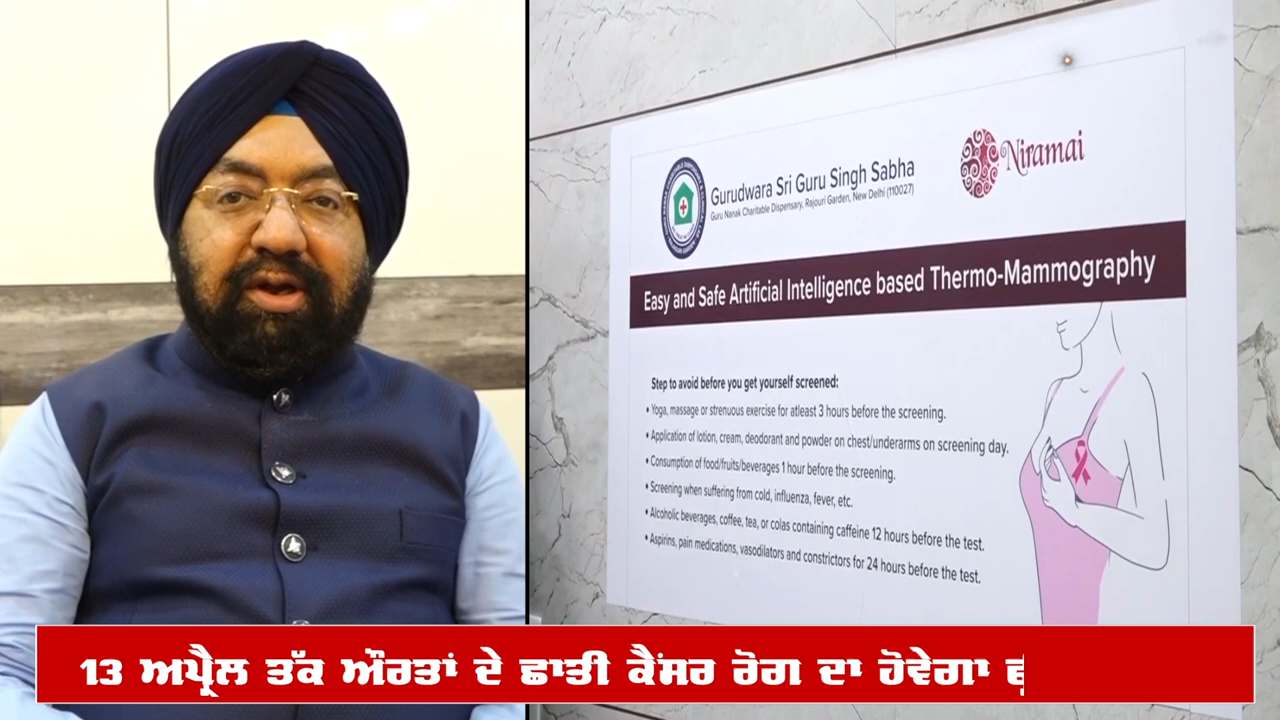 Gurudwara Sri Guru Singh Sabha
Guru Nanak Charitable Dispensary, Rajouri Garden, New Delhi (110027)
Niramai
Easy and Safe Artificial Intelligence based Thermo-Mammography
Step to avoid before you get yourself screened:
• Yoga, massage or strenuous exercise for atleast 3 hours before the screening.
• Application of lotion, cream, deodorant and powder on chest/underarms on screening day.
• Consumption of food/fruits/beverages 1 hour before the screening.
• Screening when suffering from cold, influenza, fever, etc.
• Alcoholic beverages, coffee, tea, or colas containing caffeine 12 hours before the test.
• Aspirins, pain medications, vasodilators and constrictors for 24 hours before the test.
13 ਅਪ੍ਰੈਲ ਤੱਕ ਔਰਤਾਂ ਦੇ ਛਾਤੀ ਕੈਂਸਰ ਰੋਗ ਦਾ ਹੋਵੇਗਾ